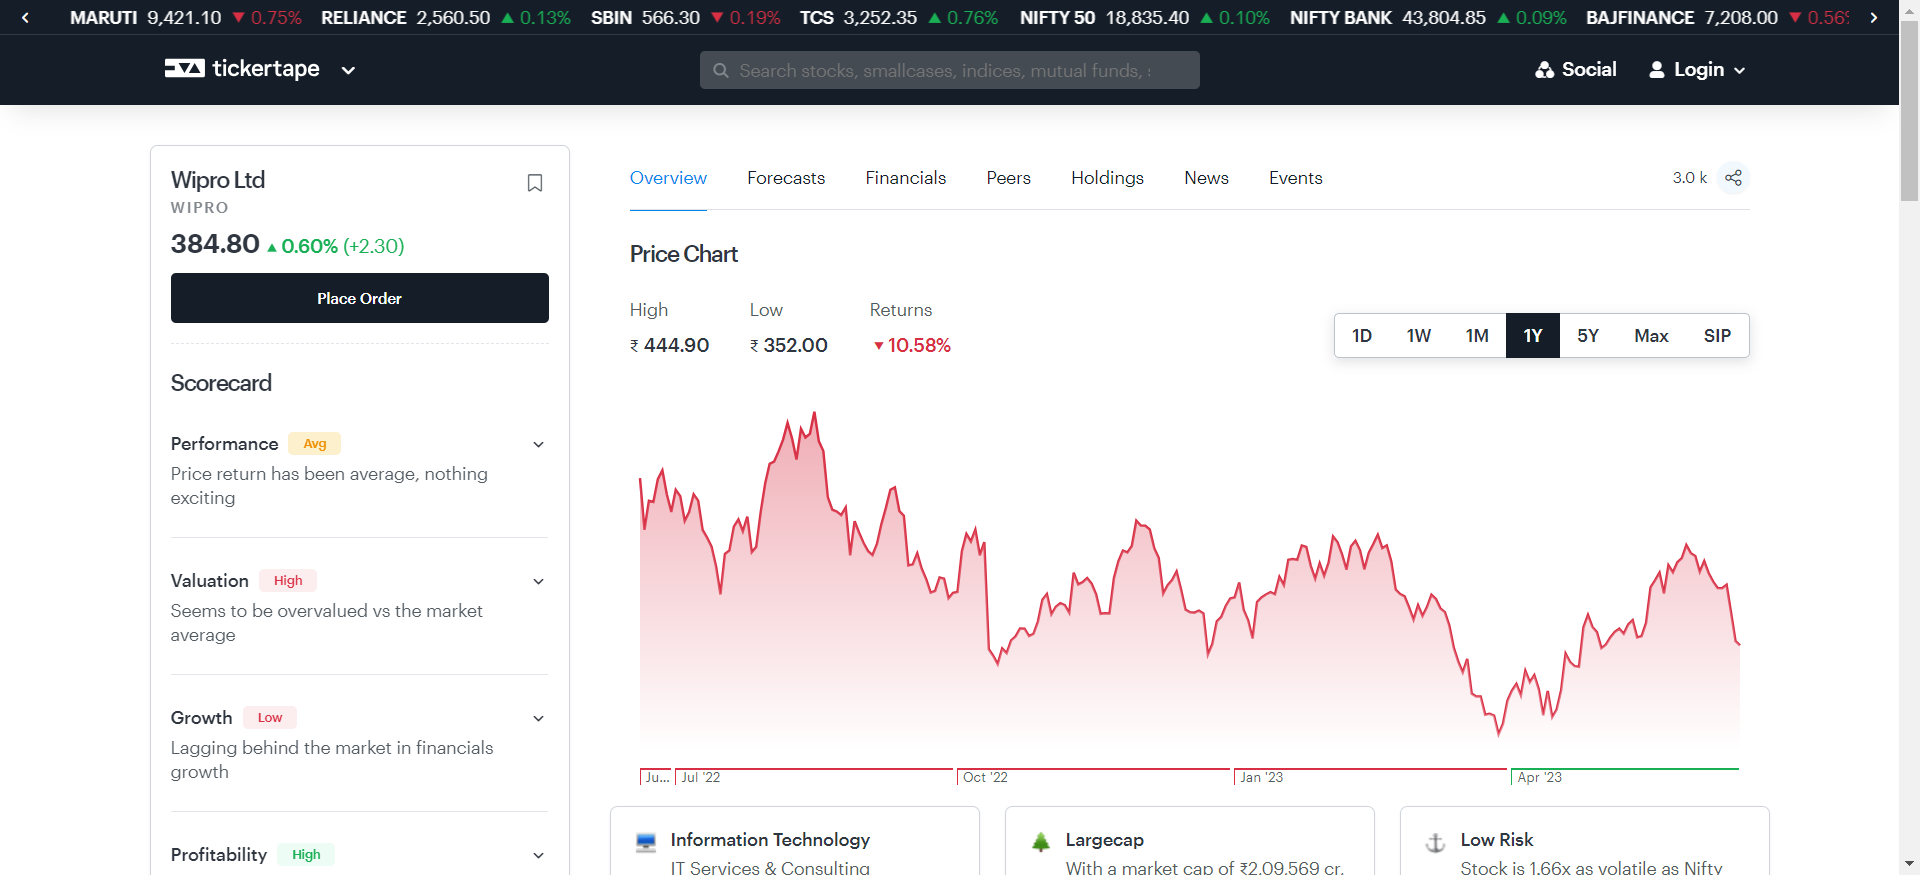 MARUTI 9,421.10 ▼ 0.75% RELIANCE 2,560.50 ▲ 0.13% SBIN 566.30 ▼ 0.19% TCS 3,252.35 ▲ 0.76% NIFTY 50 18,835.40 ▲ 0.10% NIFTY BANK 43,804.85 ▲ 0.09% BAJFINANCE 7,208.00 ▼ 0.56%
tickertape
Search stocks, smallcases, indices, mutual funds,
Social
Login
Wipro Ltd
WIPRO
384.80 ▲ 0.60% (+2.30)
Place Order
Scorecard
Performance Avg
Price return has been average, nothing
exciting
Valuation High
Seems to be overvalued vs the market
average
Growth Low
Lagging behind the market in financials
growth
Profitability High
Overview Forecasts Financials Peers Holdings News Events
3.0 k
Price Chart
High Low Returns
₹ 444.90 ₹ 352.00 ▼ 10.58%
1D 1W 1M 1Y 5Y Max SIP
Ju... Jul '22 Oct '22 Jan '23 Apr '23
Information Technology
IT Services & Consulting
Largecap
With a market cap of ₹2,09,569 cr,
Low Risk
Stock is 1.66x as volatile as Nifty